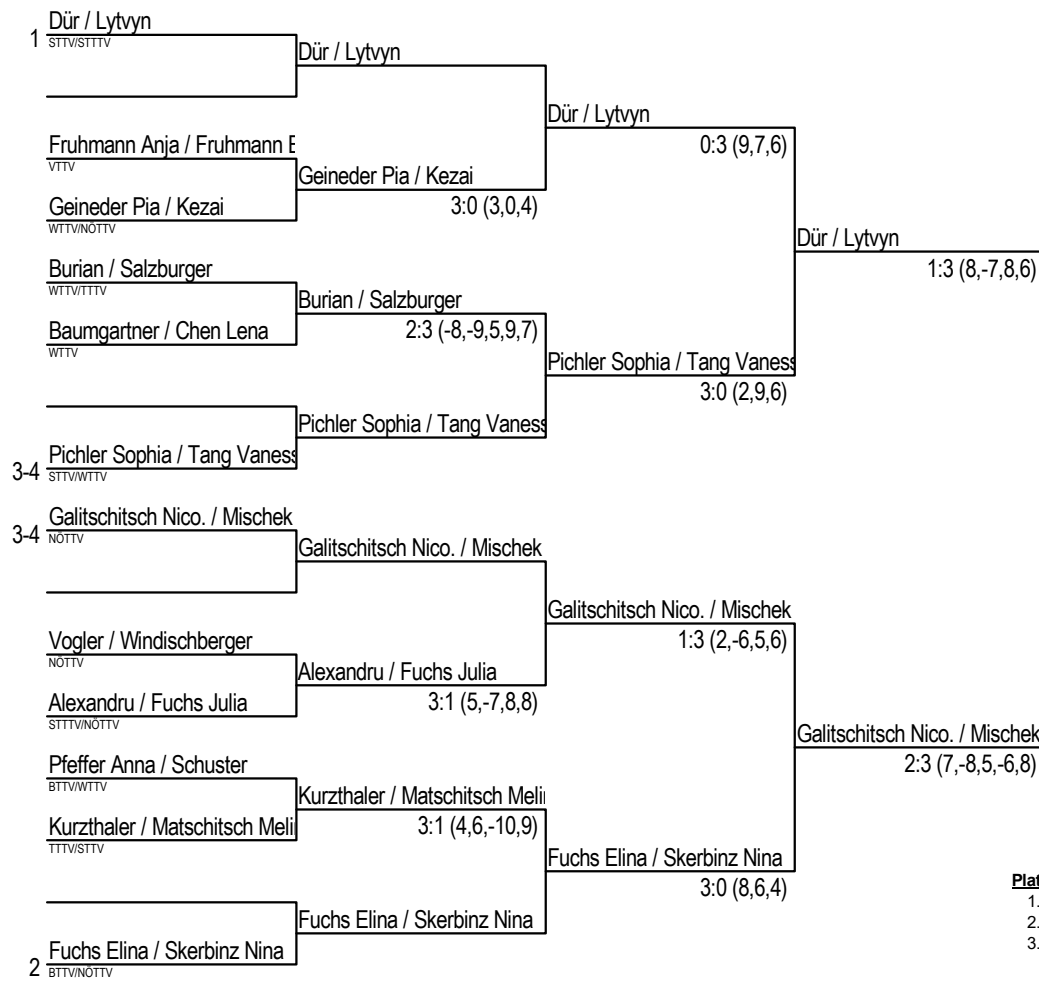 Dür / Lytvyn
1
STTV/STTTV
Dür / Lytvyn
Dür / Lytvyn
0:3 (9,7,6)
Fruhmann Anja / Fruhmann
VTTV
Geineder Pia / Kezai
3:0 (3,0,4)
Geineder Pia / Kezai
WTTV/NÖTTV
Dür / Lytvyn
1:3 (8,-7,8,6)
Burian / Salzburger
WTTV/TTTV
Burian / Salzburger
2:3 (-8,-9,5,9,7)
Baumgartner / Chen Lena
WTTV
Pichler Sophia / Tang Vaness
3:0 (2,9,6)
Pichler Sophia / Tang Vaness
Pichler Sophia / Tang Vaness
3-4
STTV/WTTV
Galitschitsch Nico. / Mischek
3-4
NÖTTV
Galitschitsch Nico. / Mischek
Galitschitsch Nico. / Mischek
1:3 (2,-6,5,6)
Vogler / Windischberger
NÖTTV
Alexandru / Fuchs Julia
3:1 (5,-7,8,8)
Alexandru / Fuchs Julia
STTTV/NÖTTV
Galitschitsch Nico. / Mischek
2:3 (7,-8,5,-6,8)
Pfeffer Anna / Schuster
BTTV/WTTV
Kurzthaler / Matschitsch Meli
3:1 (4,6,-10,9)
Kurzthaler / Matschitsch Meli
TTTV/STTV
Fuchs Elina / Skerbinz Nina
3:0 (8,6,4)
Plat
1.
2.
3.
Fuchs Elina / Skerbinz Nina
Fuchs Elina / Skerbinz Nina
2
BTTV/NÖTTV